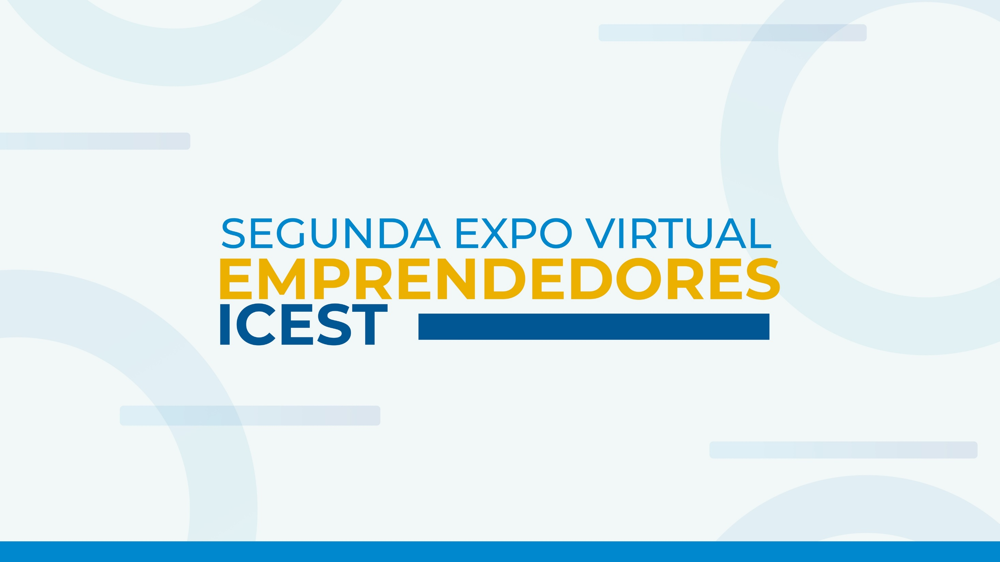 SEGUNDA EXPO VIRTUAL
EMPRENDEDORES
ICEST